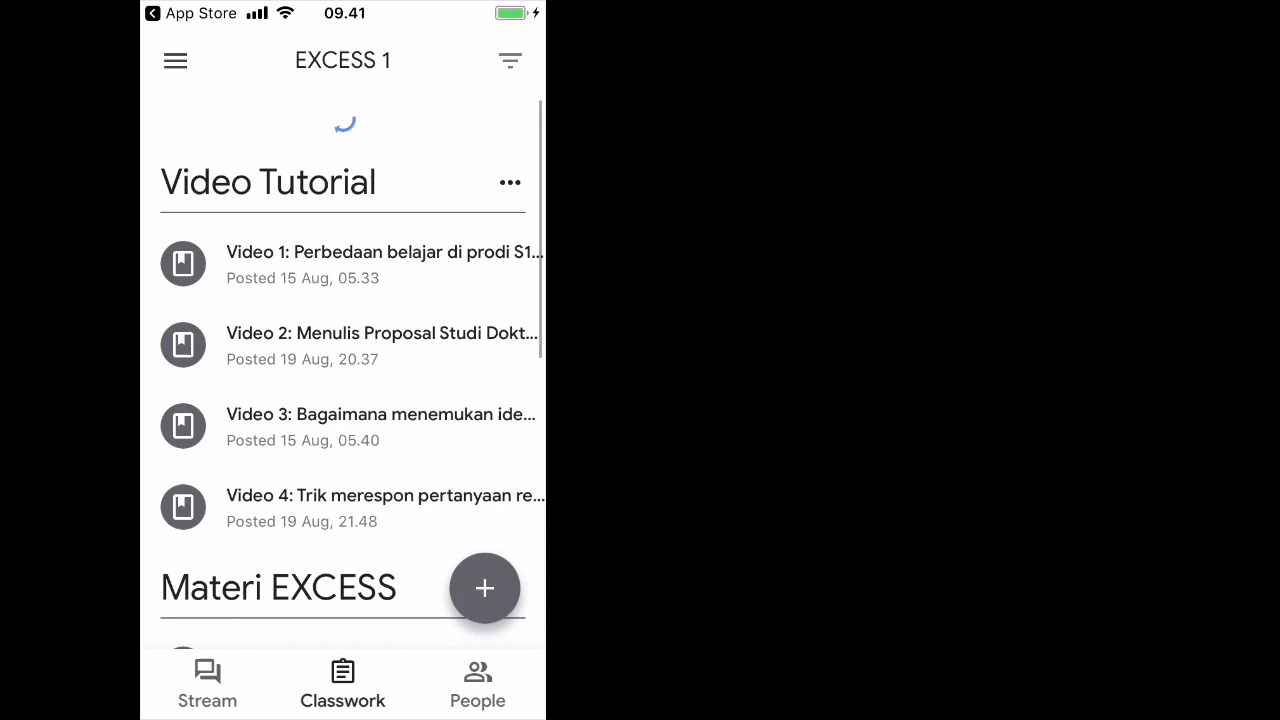 App Store 09.41
EXCESS 1
Video Tutorial
Video 1: Perbedaan belajar di prodi S1...
Posted 15 Aug, 05.33
Video 2: Menulis Proposal Studi Dokt...
Posted 19 Aug, 20.37
Video 3: Bagaimana menemukan ide...
Posted 15 Aug, 05.40
Video 4: Trik merespon pertanyaan re...
Posted 19 Aug, 21.48
Materi EXCESS
Stream Classwork People